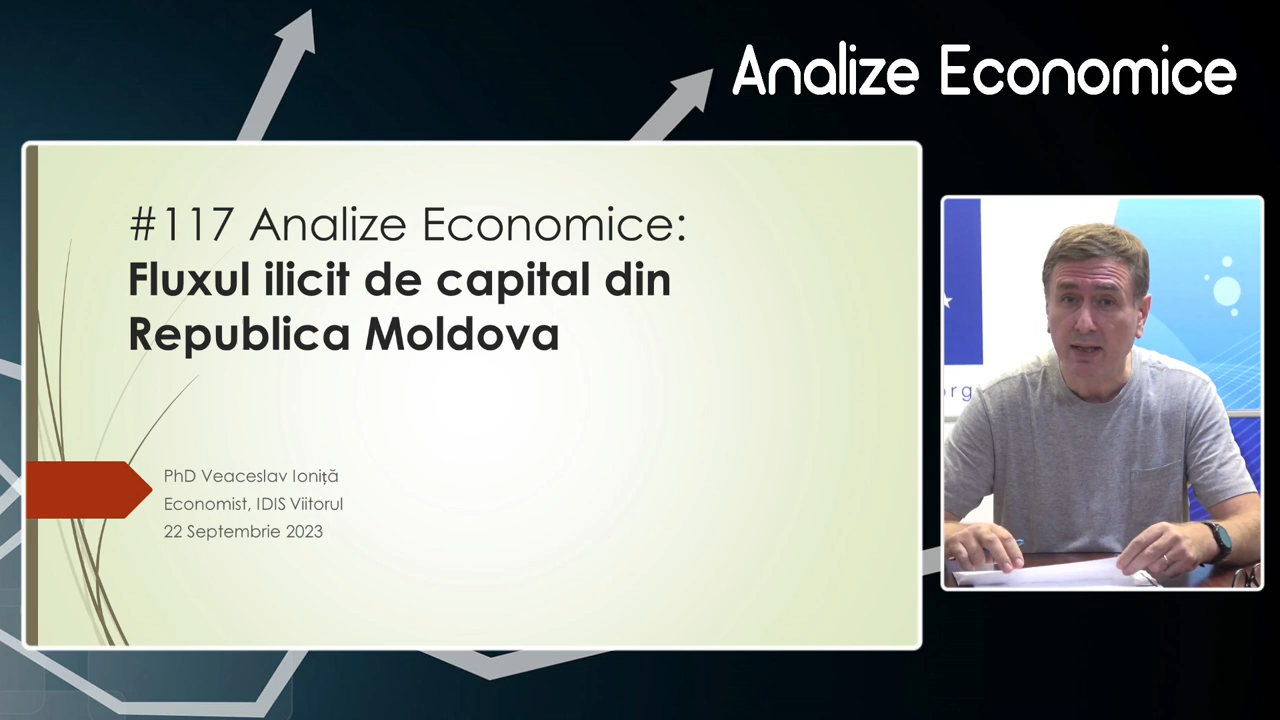 Analize Economice
#117 Analize Economice:
Fluxul ilicit de capital din
Republica Moldova
PhD Veaceslav Ioniță
Economist, IDIS Viitorul
22 Septembrie 2023
org